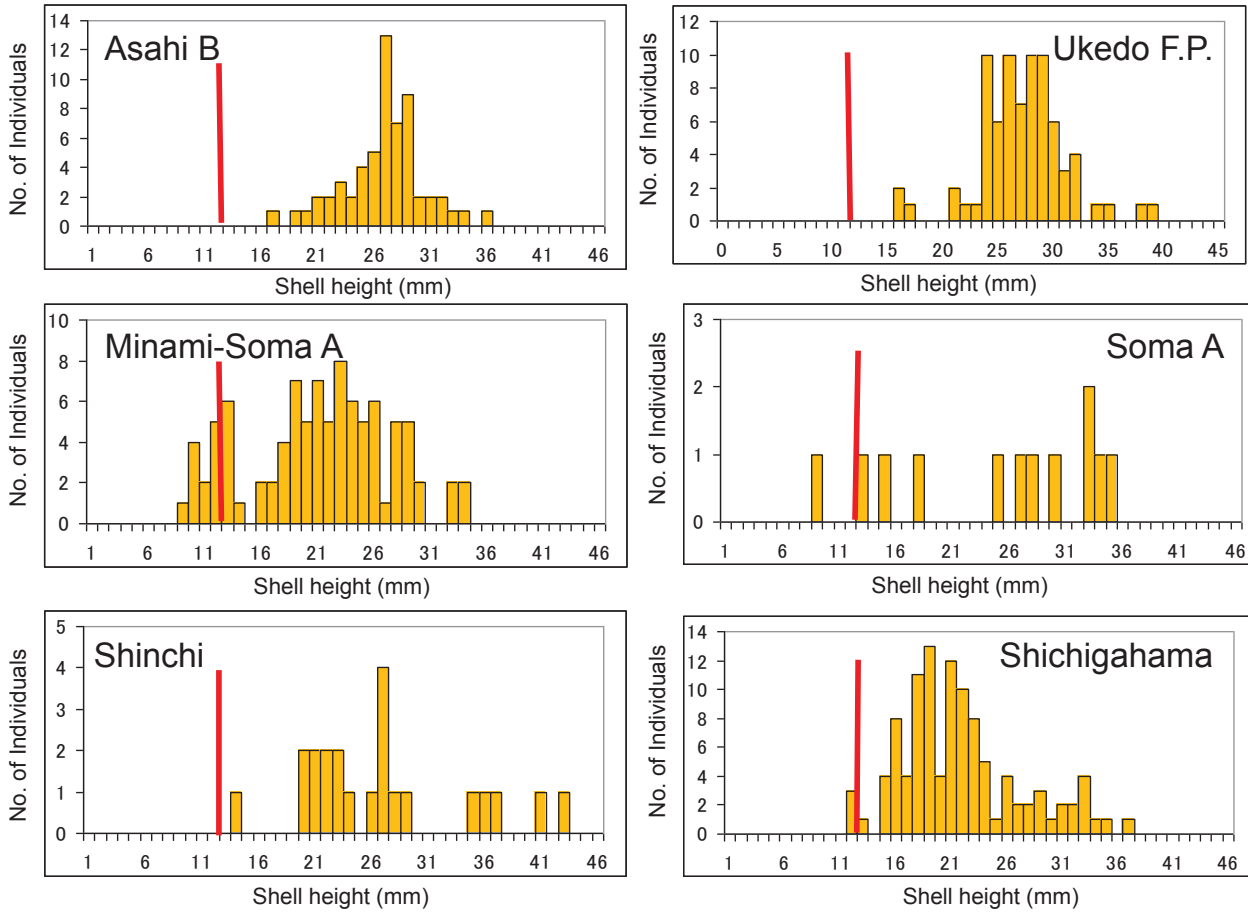 Asahi B
No. of Individuals
14
12
10
8
6
4
2
0
1 6 11 16 21 26 31 36 41 46
Shell height (mm)
Ukedo F.P.
No. of Individuals
12
10
8
6
4
2
0
0 5 10 15 20 25 30 35 40 45
Shell height (mm)
Minami-Soma A
No. of Individuals
10
8
6
4
2
0
1 6 11 16 21 26 31 36 41 46
Shell height (mm)
Soma A
No. of Individuals
3
2
1
0
1 6 11 16 21 26 31 36 41 46
Shell height (mm)
Shinchi
No. of Individuals
5
4
3
2
1
0
1 6 11 16 21 26 31 36 41 46
Shell height (mm)
Shichigahama
No. of Individuals
14
12
10
8
6
4
2
0
1 6 11 16 21 26 31 36 41 46
Shell height (mm)